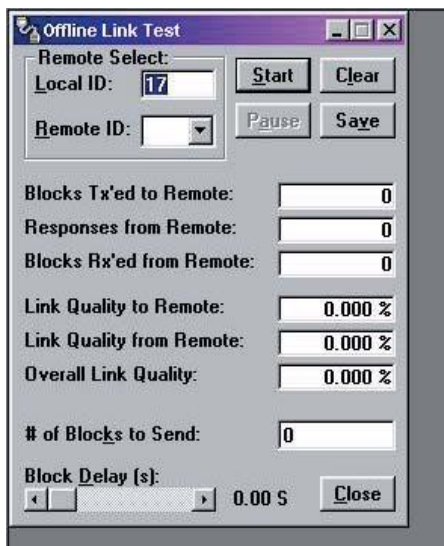 Offline Link Test
Remote Select:
Local ID: 17
Start
Clear
Remote ID:
Pause
Save
Blocks Tx'ed to Remote: 0
Responses from Remote: 0
Blocks Rx'ed from Remote: 0
Link Quality to Remote: 0.000 %
Link Quality from Remote: 0.000 %
Overall Link Quality: 0.000 %
# of Blocks to Send: 0
Block Delay (s):
0.00 S
Close